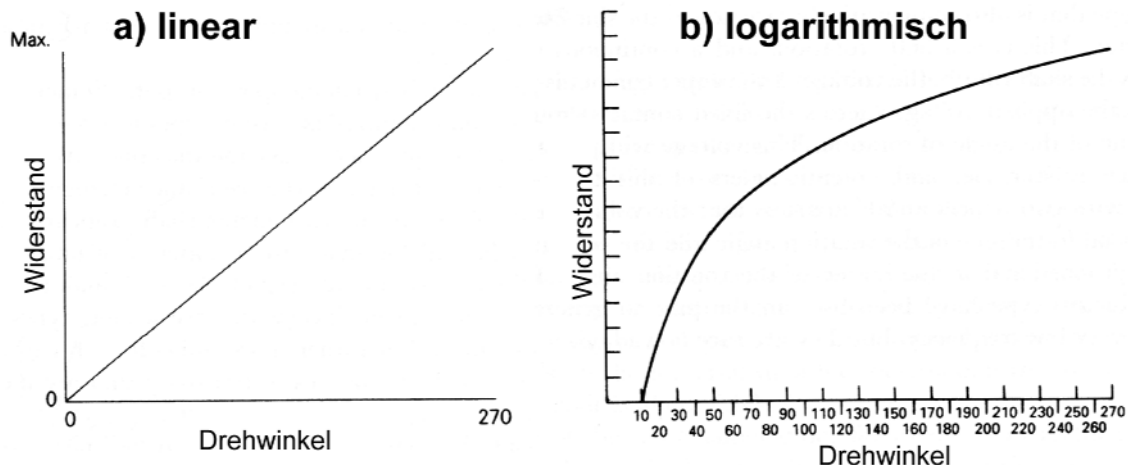 a) linear
Max.
Widerstand
0
0
270
Drehwinkel
b) logarithmisch
Widerstand
10 30 50 70 90 110 130 150 170 190 210 230 250 270
20 40 60 80 100 120 140 160 180 200 220 240 260
Drehwinkel